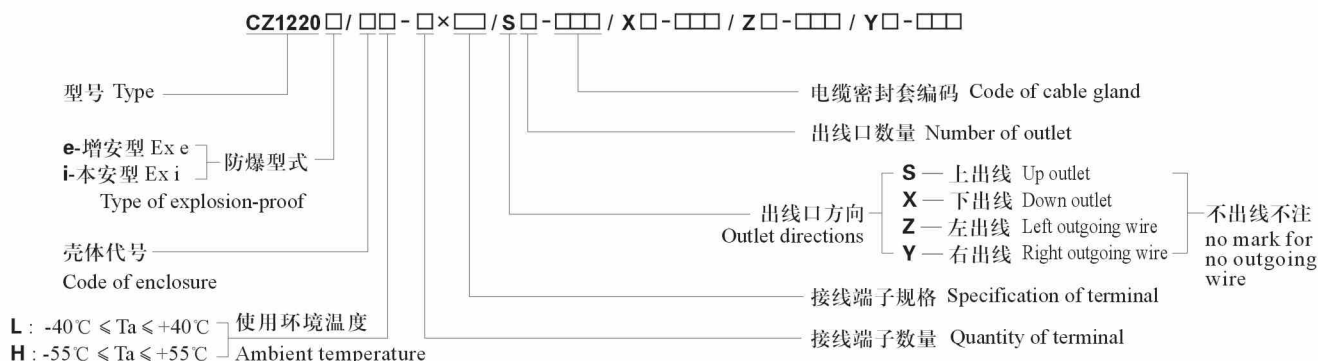 CZ1220□/□□-□×□/S□-□□□/X□-□□□/Z□-□□□/Y□-□□□
型号 Type
e-增安型 Ex e
i-本安型 Ex i
防爆型式
Type of explosion-proof
壳体代号
Code of enclosure
L : -40℃ ≤ Ta ≤ +40℃
H : -55℃ ≤ Ta ≤ +55℃
使用环境温度
Ambient temperature
电缆密封套编码 Code of cable gland
出线口数量 Number of outlet
出线口方向
Outlet directions
S — 上出线 Up outlet
X — 下出线 Down outlet
Z — 左出线 Left outgoing wire
Y — 右出线 Right outgoing wire
不出线不注
no mark for
no outgoing
wire
接线端子规格 Specification of terminal
接线端子数量 Quantity of terminal